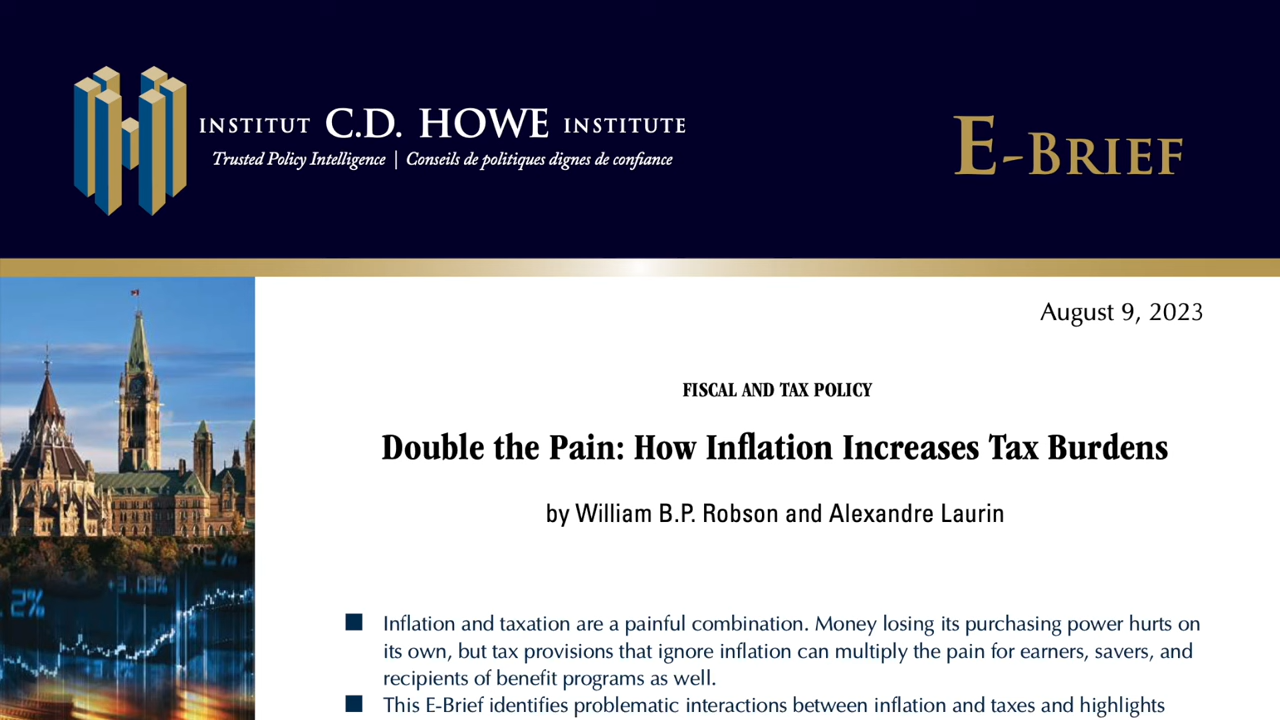 INSTITUT C.D. HOWE INSTITUTE
Trusted Policy Intelligence | Conseils de politiques dignes de confiance
E-BRIEF
August 9, 2023
FISCAL AND TAX POLICY
Double the Pain: How Inflation Increases Tax Burdens
by William B.P. Robson and Alexandre Laurin
2%
+3.03%
■ Inflation and taxation are a painful combination. Money losing its purchasing power hurts on
its own, but tax provisions that ignore inflation can multiply the pain for earners, savers, and
recipients of benefit programs as well.
■ This E-Brief identifies problematic interactions between inflation and taxes and highlights